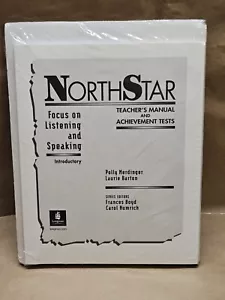 NORTHSTAR
TEACHER'S MANUAL
AND
ACHIEVEMENT TESTS
Focus on
Listening
and
Speaking
Introductory
Polly Merdinger
Laurie Barton
SERIES EDITORS
Frances Boyd
Carol Numrich